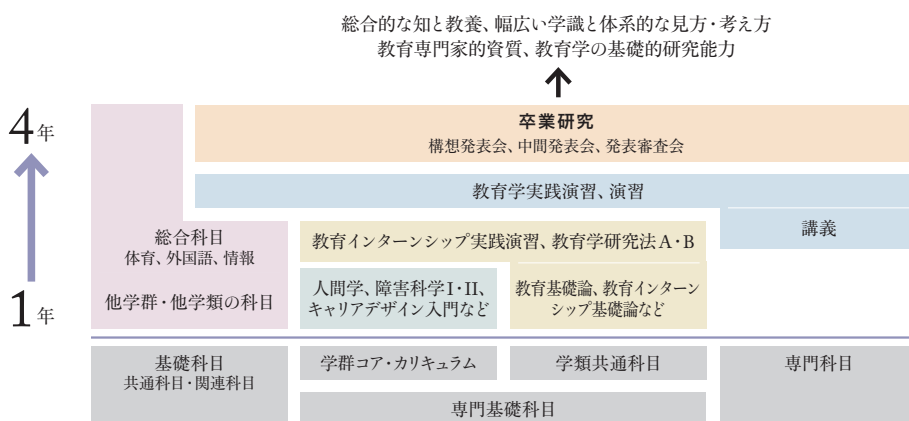 総合的な知と教養、幅広い学識と体系的な見方・考え方
教育専門家的資質、教育学の基礎的研究能力
4年
卒業研究
構想発表会、中間発表会、発表審査会
教育学実践演習、演習
講義
総合科目
体育、外国語、情報
他学群・他学類の科目
教育インターンシップ実践演習、教育学研究法A・B
人間学、障害科学I・II、
キャリアデザイン入門など
教育基礎論、教育インターン
シップ基礎論など
1年
基礎科目
共通科目・関連科目
学群コア・カリキュラム
学類共通科目
専門科目
専門基礎科目